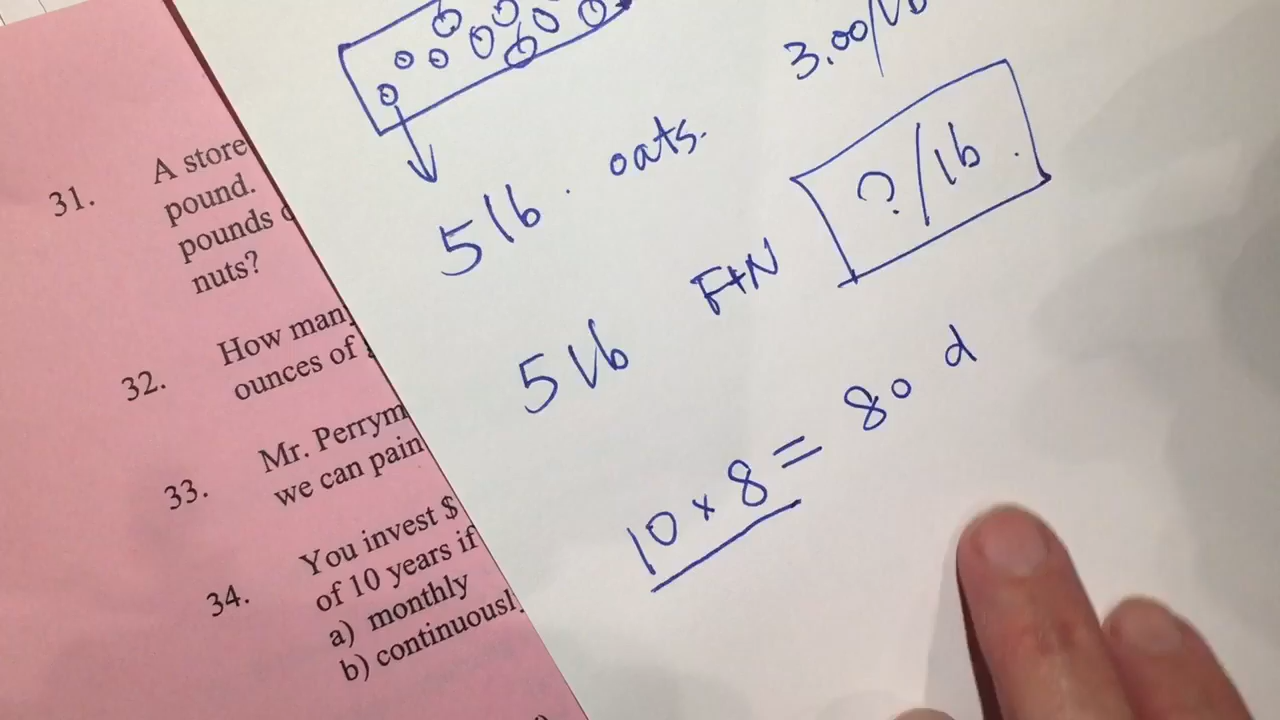 31. A store
pound.
pounds
nuts?
32. How many
ounces of
33. Mr. Perrym
we can pain
34. You invest $
of 10 years if
a) monthly
b) continuousl
3.00/lb
5 lb. oats.
?/lb.
5 lb F+N
10 x 8 = 80 d